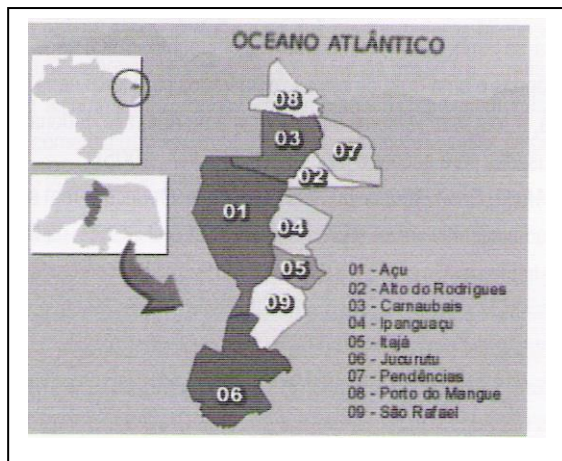 OCEANO ATLÂNTICO
08
03
07
02
01
04
05
09
06
01 - Açu
02 - Alto do Rodrigues
03 - Carnaubais
04 - Ipanguaçu
05 - Itajá
06 - Jucurutu
07 - Pendências
08 - Porto do Mangue
09 - São Rafael